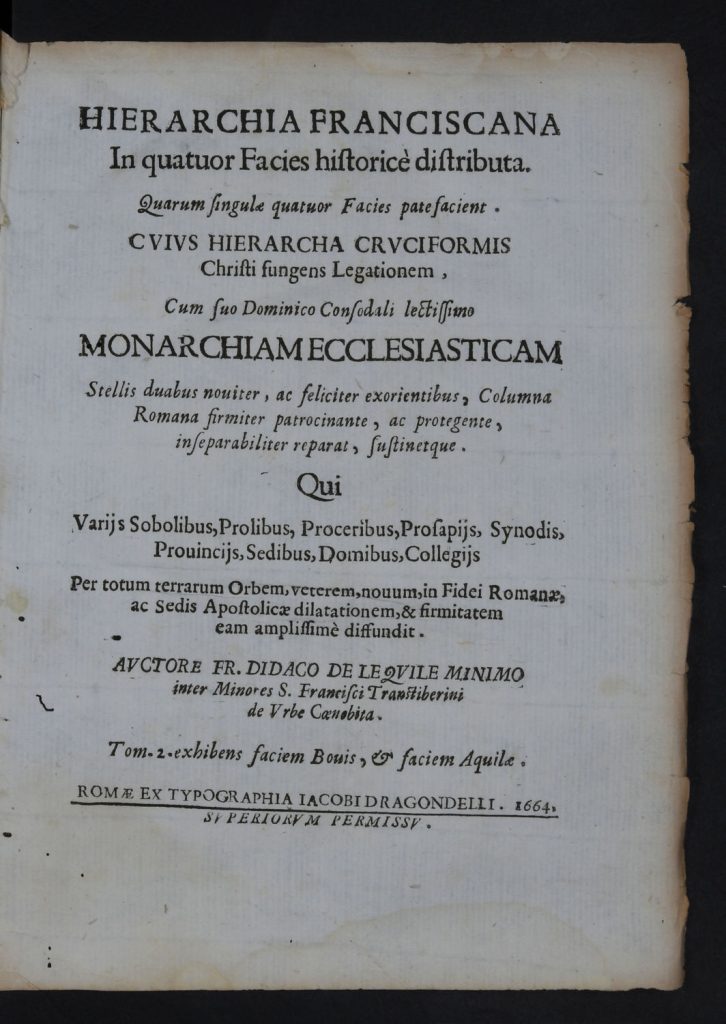 HIERARCHIA FRANCISCANA
In quatuor Facies hiſtoricè diſtributa.
Quarum ſingulæ quatuor Facies patefacient.
CVIVS HIERARCHA CRVCIFORMIS
Chriſti fungens Legationem,
Cum ſuo Dominico Conſodali lectiſſimo
MONARCHIAM ECCLESIASTICAM
Stellis duabus nouiter, ac feliciter exorientibus, Columna
Romana firmiter patrocinante, ac protegente,
inſeparabiliter reparat, ſuſtinetque.
Qui
Varijs Sobolibus, Prolibus, Proceribus, Proſapijs, Synodis,
Prouincijs, Sedibus, Domibus, Collegijs
Per totum terrarum Orbem, veterem, nouum, in Fidei Romanæ,
ac Sedis Apoſtolicæ dilatationem, & firmitatem
eam ampliſſimè diffundit.
AVCTORE FR. DIDACO DE LEQVILE MINIMO
inter Minores S. Franciſci Tranſtiberini
de Vrbe Cœnobita.
Tom. 2. exhibens faciem Bouis, & faciem Aquilæ.
ROMÆ EX TYPOGRAPHIA IACOBI DRAGONDELLI. 1664.
SVPERIORVM PERMISSV.